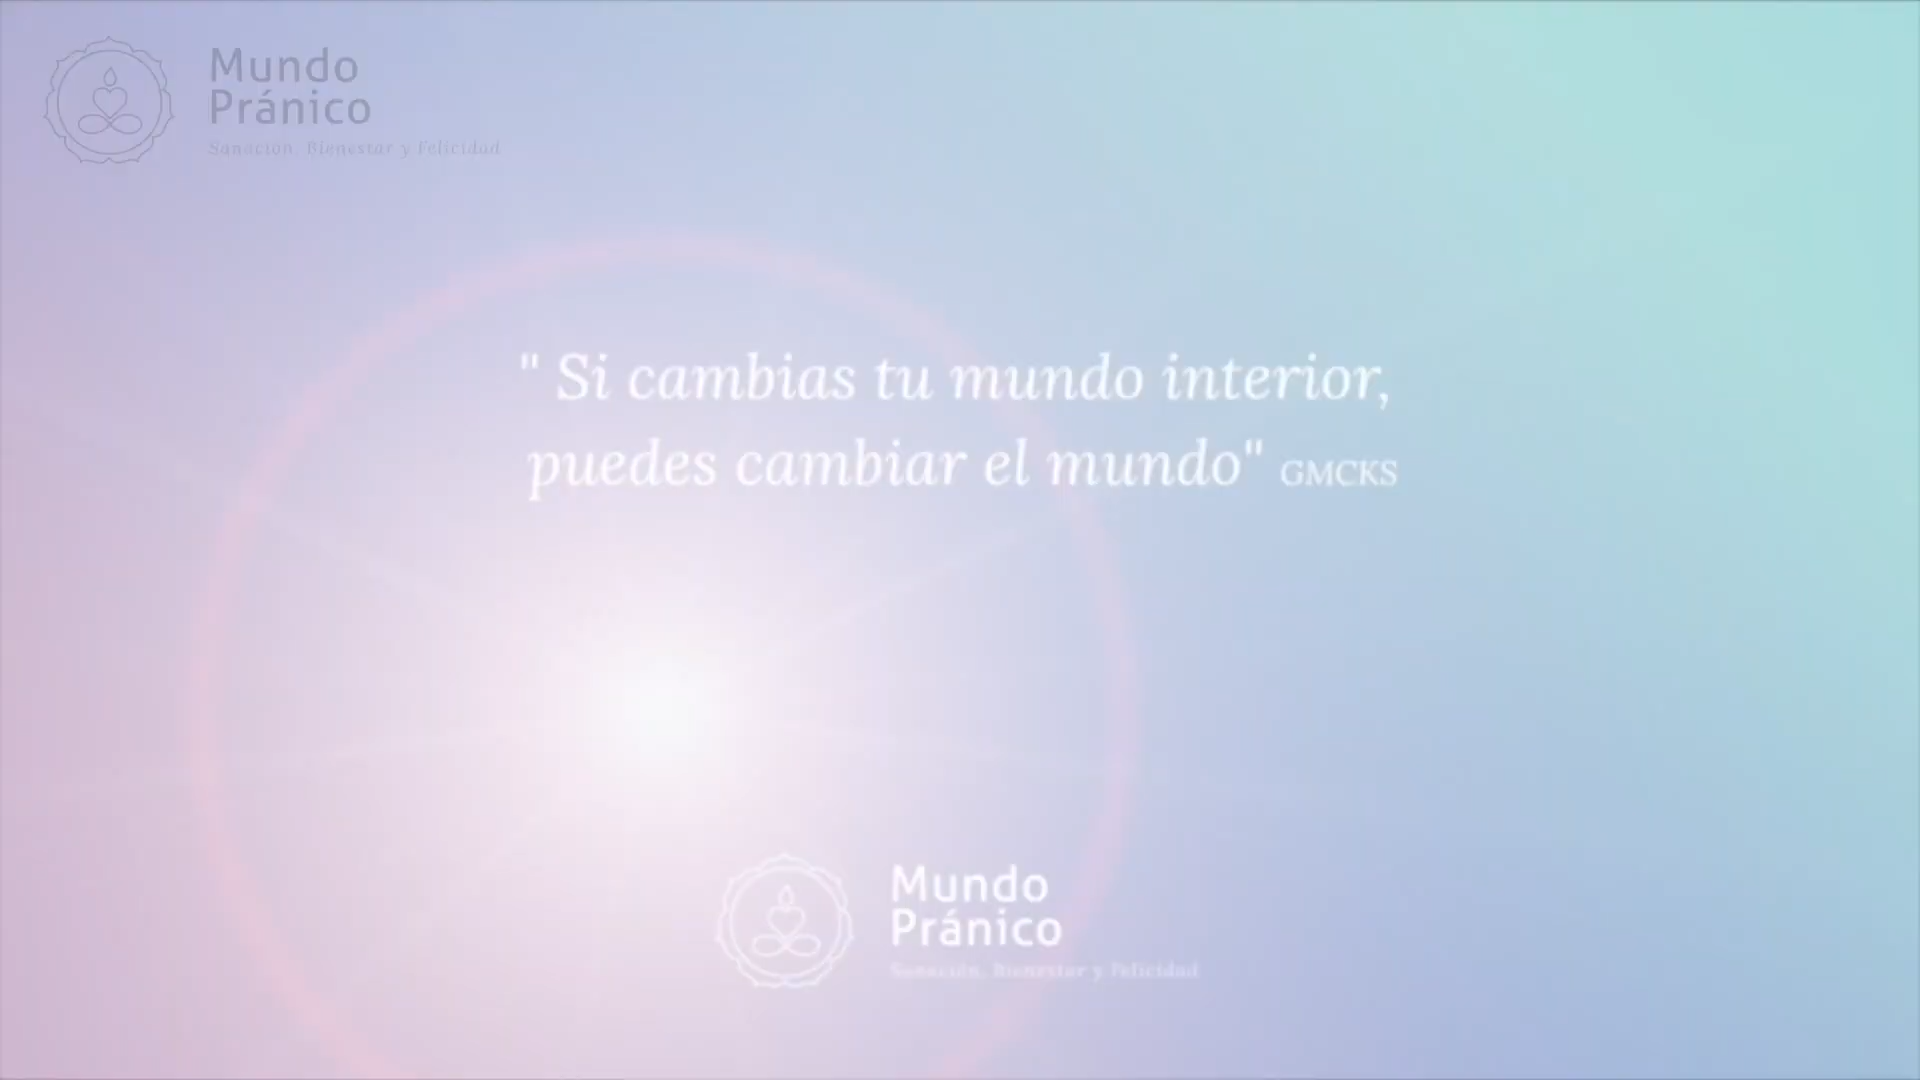 Mundo
Pránico
Sanación, Bienestar y Felicidad
" Si cambias tu mundo interior,
puedes cambiar el mundo" GMCKS
Mundo
Pránico
Sanación, Bienestar y Felicidad